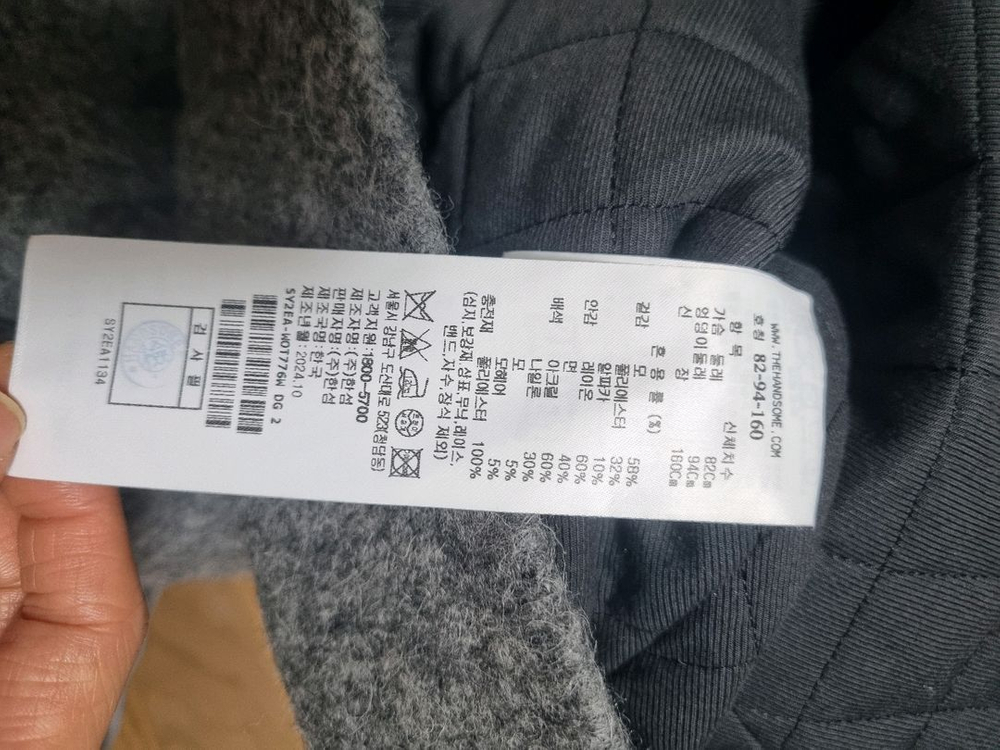 WWW.THEHANDSOME.COM
호칭 82-94-160
항목 신체치수
가슴 둘레 82Cm
엉덩이둘레 94Cm
신 장 160Cm
혼 용 률 (%)
겉감 모 58%
폴리에스터 32%
알파카 10%
안감 레이온 60%
면 40%
배색 아크릴 60%
나일론 30%
모 5%
모헤어 5%
충전재 폴리에스터 100%
(심지,보강재,상표,무늬,레이스,
밴드,자수,장식 제외)
서울시 강남구 도산대로 523(청담동)
고객지원:1800-5700
제조자명:(주)한섬
판매자명:(주)한섬
제조국명:한국
제조년월:2024.10
SY2EA-WOT776W DG 2
검 사 필
SY2EA1134